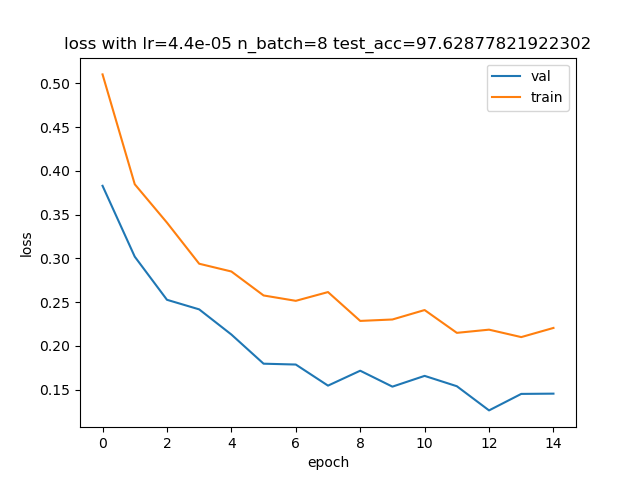 loss with lr=4.4e-05 n_batch=8 test_acc=97.62877821922302
val
train
0.50
0.45
0.40
0.35
0.30
0.25
0.20
0.15
loss
0 2 4 6 8 10 12 14
epoch